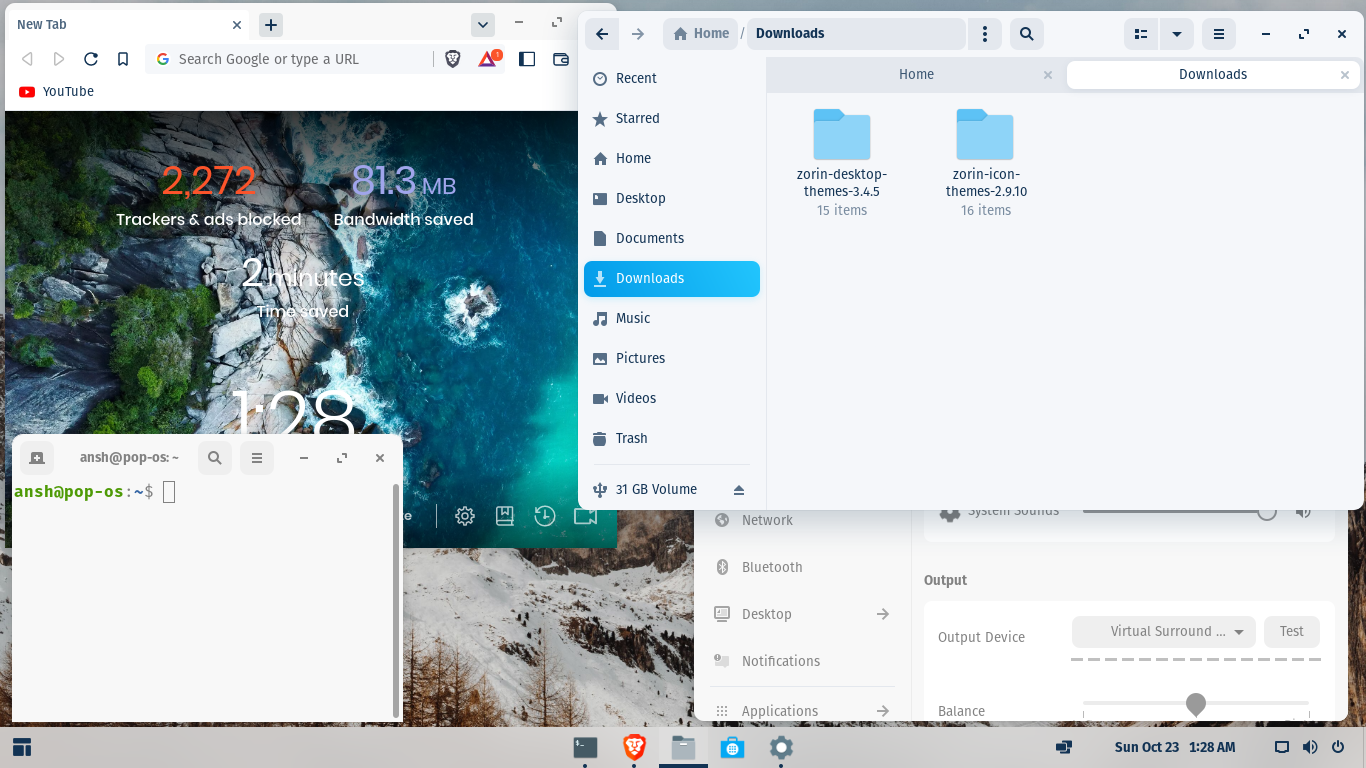 New Tab
Search Google or type a URL
1
YouTube
2,272
Trackers & ads blocked
81.3 MB
Bandwidth saved
2 minutes
Time saved
1:28
ansh@pop-os: ~
ansh@pop-os:~$
Home / Downloads
Recent
Starred
Home
Desktop
Documents
Downloads
Music
Pictures
Videos
Trash
31 GB Volume
Home
Downloads
zorin-desktop-
themes-3.4.5
15 items
zorin-icon-
themes-2.9.10
16 items
Network
Bluetooth
Desktop
Notifications
Applications
System Sounds
Output
Output Device
Virtual Surround ...
Test
Balance
Sun Oct 23 1:28 AM